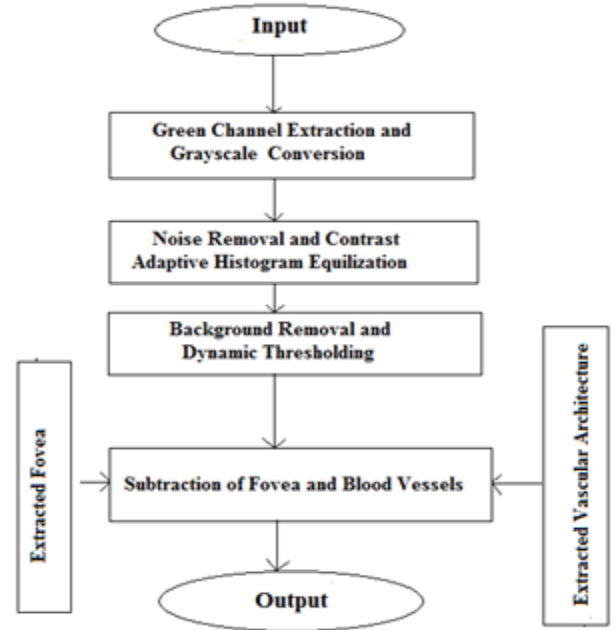 Input
Green Channel Extraction and
Grayscale Conversion
Noise Removal and Contrast
Adaptive Histogram Equilization
Background Removal and
Dynamic Thresholding
Extracted Fovea
Subtraction of Fovea and Blood Vessels
Extracted Vascular Architecture
Output